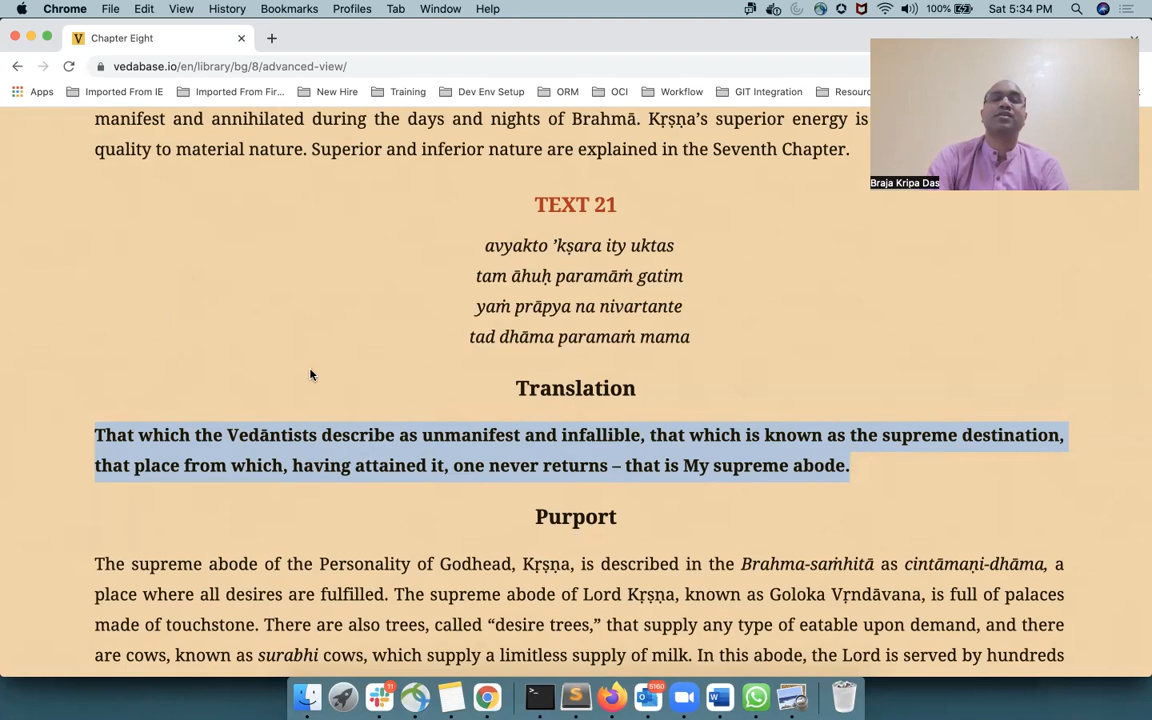 Chrome File Edit View History Bookmarks Profiles Tab Window Help 100% Sat 5:34 PM
Chapter Eight
vedabase.io/en/library/bg/8/advanced-view/
Apps Imported From IE Imported From Fir... New Hire Training Dev Env Setup ORM OCI Workflow GIT Integration Resour
manifest and annihilated during the days and nights of Brahmā. Kṛṣṇa’s superior energy is
quality to material nature. Superior and inferior nature are explained in the Seventh Chapter.
Braja Kripa Das
TEXT 21
avyakto ’kṣara ity uktas
tam āhuḥ paramāṁ gatim
yaṁ prāpya na nivartante
tad dhāma paramaṁ mama
Translation
That which the Vedāntists describe as unmanifest and infallible, that which is known as the supreme destination,
that place from which, having attained it, one never returns – that is My supreme abode.
Purport
The supreme abode of the Personality of Godhead, Kṛṣṇa, is described in the Brahma-saṁhitā as cintāmaṇi-dhāma, a
place where all desires are fulfilled. The supreme abode of Lord Kṛṣṇa, known as Goloka Vṛndāvana, is full of palaces
made of touchstone. There are also trees, called “desire trees,” that supply any type of eatable upon demand, and there
are cows, known as surabhi cows, which supply a limitless supply of milk. In this abode, the Lord is served by hundreds
11
5160